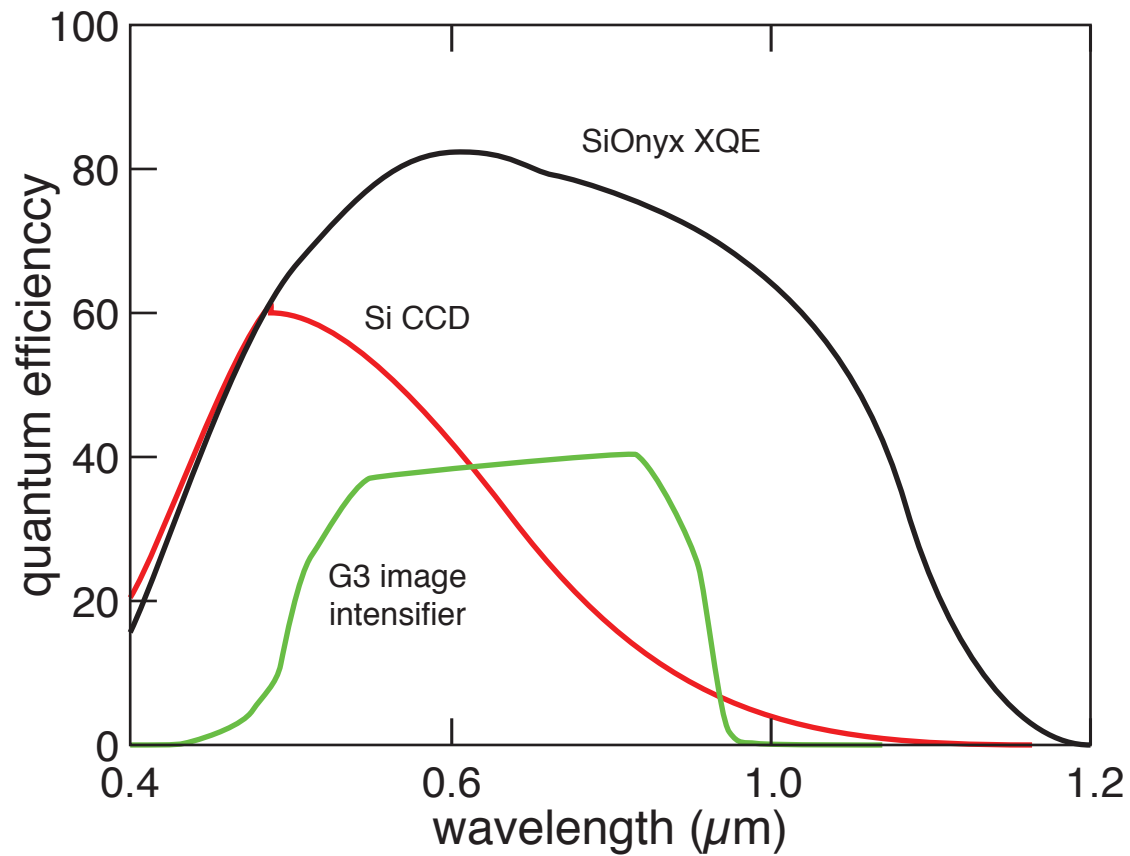 100
80
60
40
20
0
quantum efficienccy
SiOnyx XQE
Si CCD
G3 image
intensifier
0.4
0.6
1.0
1.2
wavelength (µm)